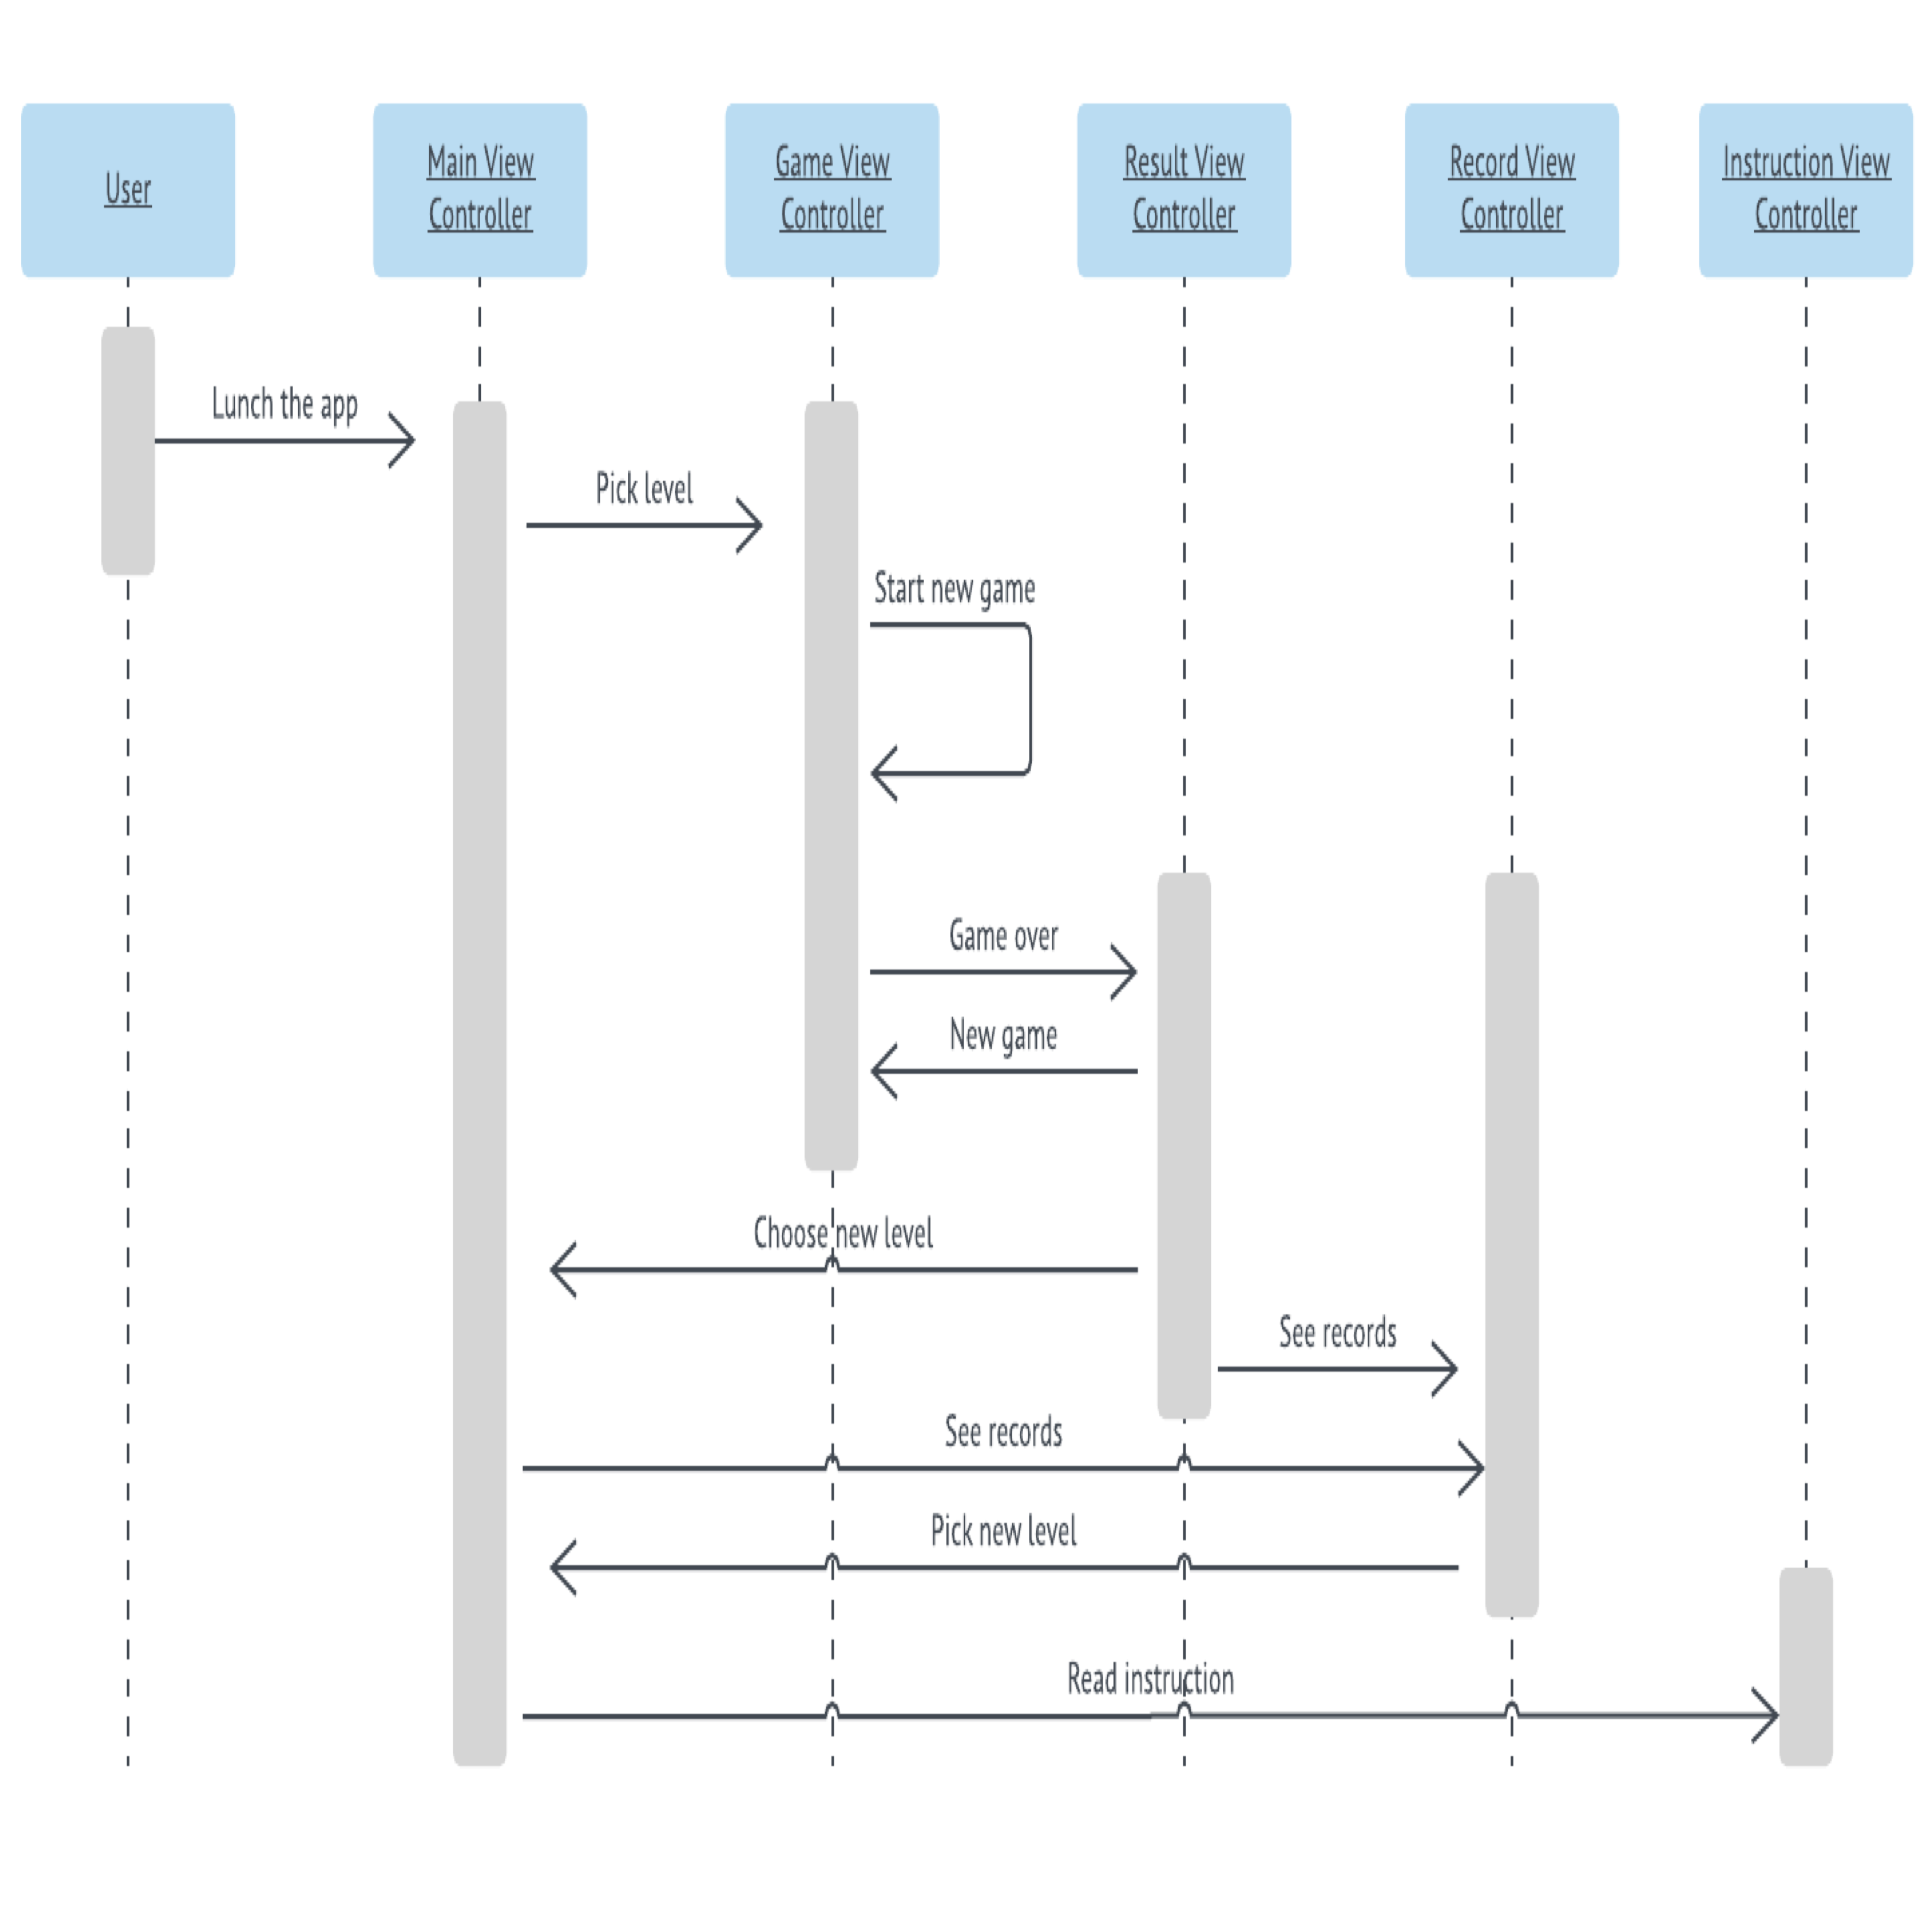 User
Main View
Controller
Game View
Controller
Result View
Controller
Record View
Controller
Instruction View
Controller
Lunch the app
Pick level
Start new game
Game over
New game
Choose new level
See records
See records
Pick new level
Read instruction